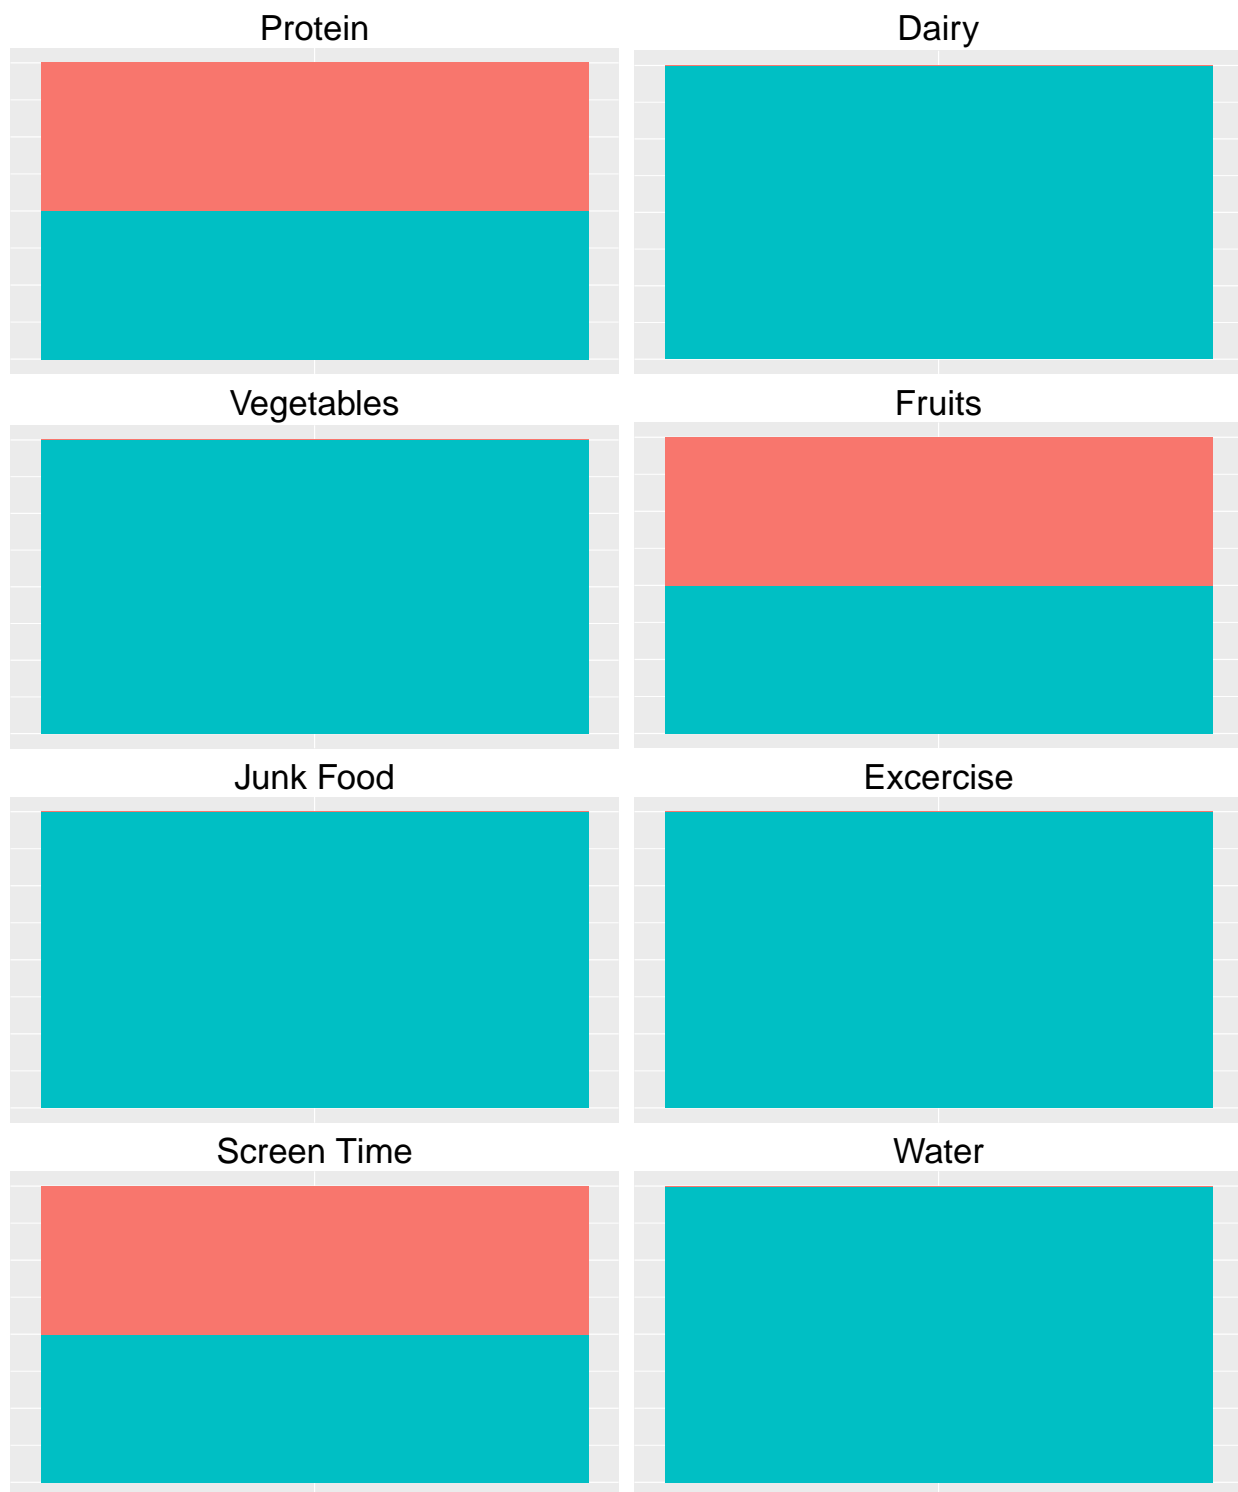 Protein
Dairy
Vegetables
Fruits
Junk Food
Excercise
Screen Time
Water